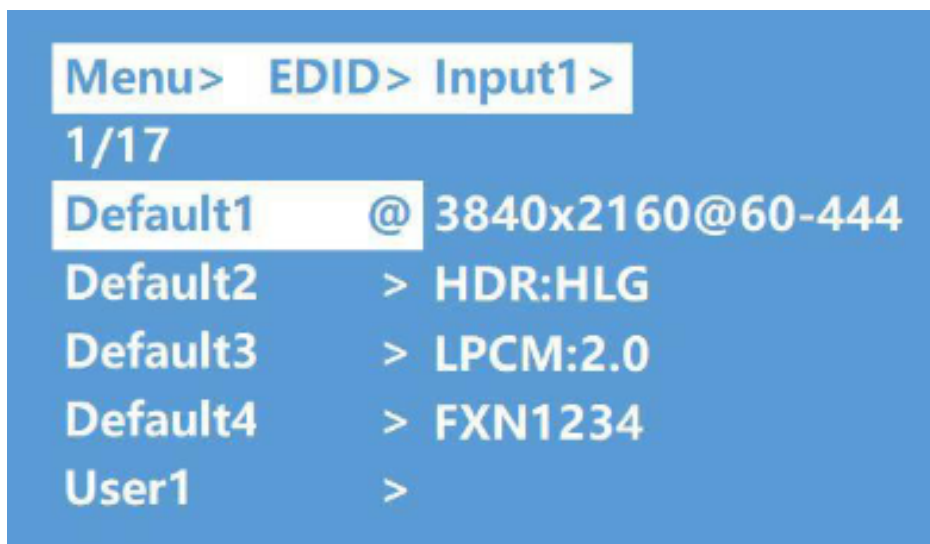 Menu> EDID> Input1>
1/17
Default1 @ 3840x2160@60-444
Default2 > HDR:HLG
Default3 > LPCM:2.0
Default4 > FXN1234
User1 >